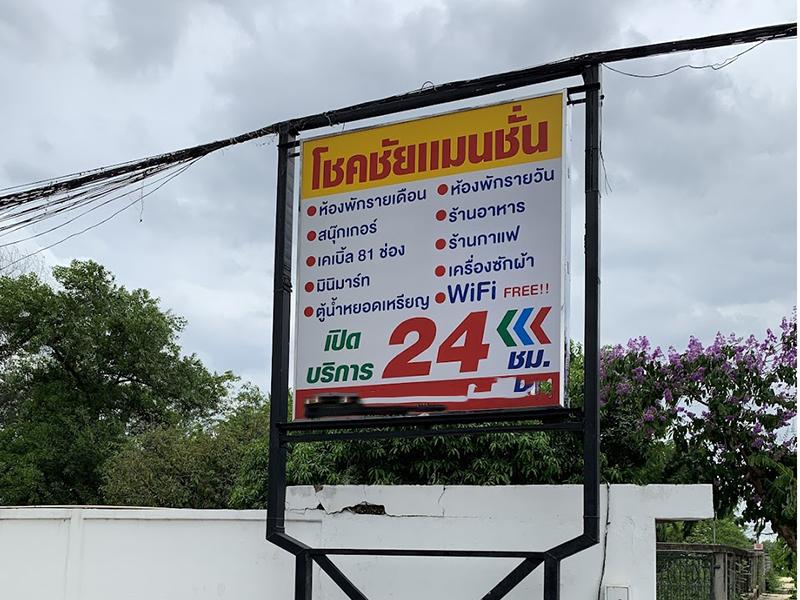 โชคชัยแมนชั่น
•ห้องพักรายเดือน •ห้องพักรายวัน
•สนุ๊กเกอร์ •ร้านอาหาร
•เคเบิ้ล 81 ช่อง •ร้านกาแฟ
•มินิมาร์ท •เครื่องซักผ้า
•ตู้น้ำหยอดเหรียญ •WiFi FREE!!
เปิด
บริการ 24 ชม.